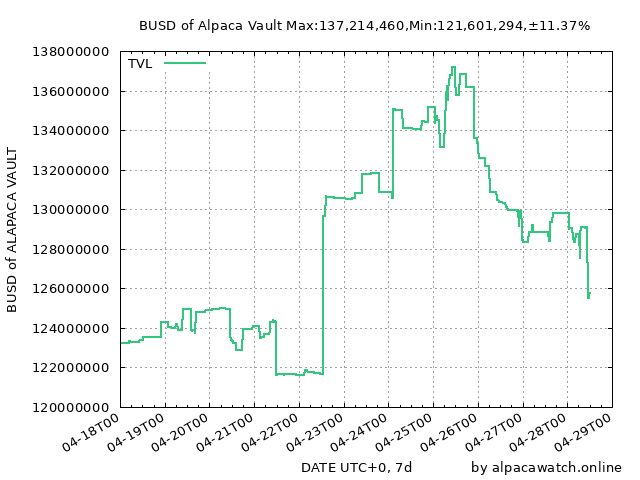 BUSD of Alpaca Vault Max:137,214,460,Min:121,601,294,±11.37%
138000000
TVL
136000000
134000000
132000000
130000000
128000000
126000000
124000000
122000000
120000000
BUSD of ALAPACA VAULT
04-18T00
04-19T00
04-20T00
04-21T00
04-22T00
04-23T00
04-24T00
04-25T00
04-26T00
04-27T00
04-28T00
04-29T00
DATE UTC+0, 7d
by alpacawatch.online